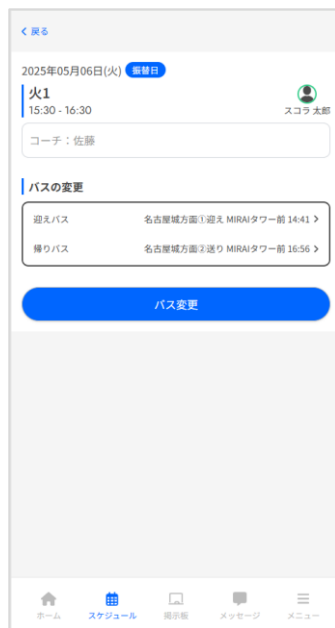 戻る
2025年05月06日(火) 振替日
火1
15:30 - 16:30
スコラ 太郎
コーチ：佐藤
バスの変更
迎えバス 名古屋城方面①迎え MIRAIタワー前 14:41
帰りバス 名古屋城方面②送り MIRAIタワー前 16:56
バス変更
ホーム スケジュール 掲示板 メッセージ メニュー